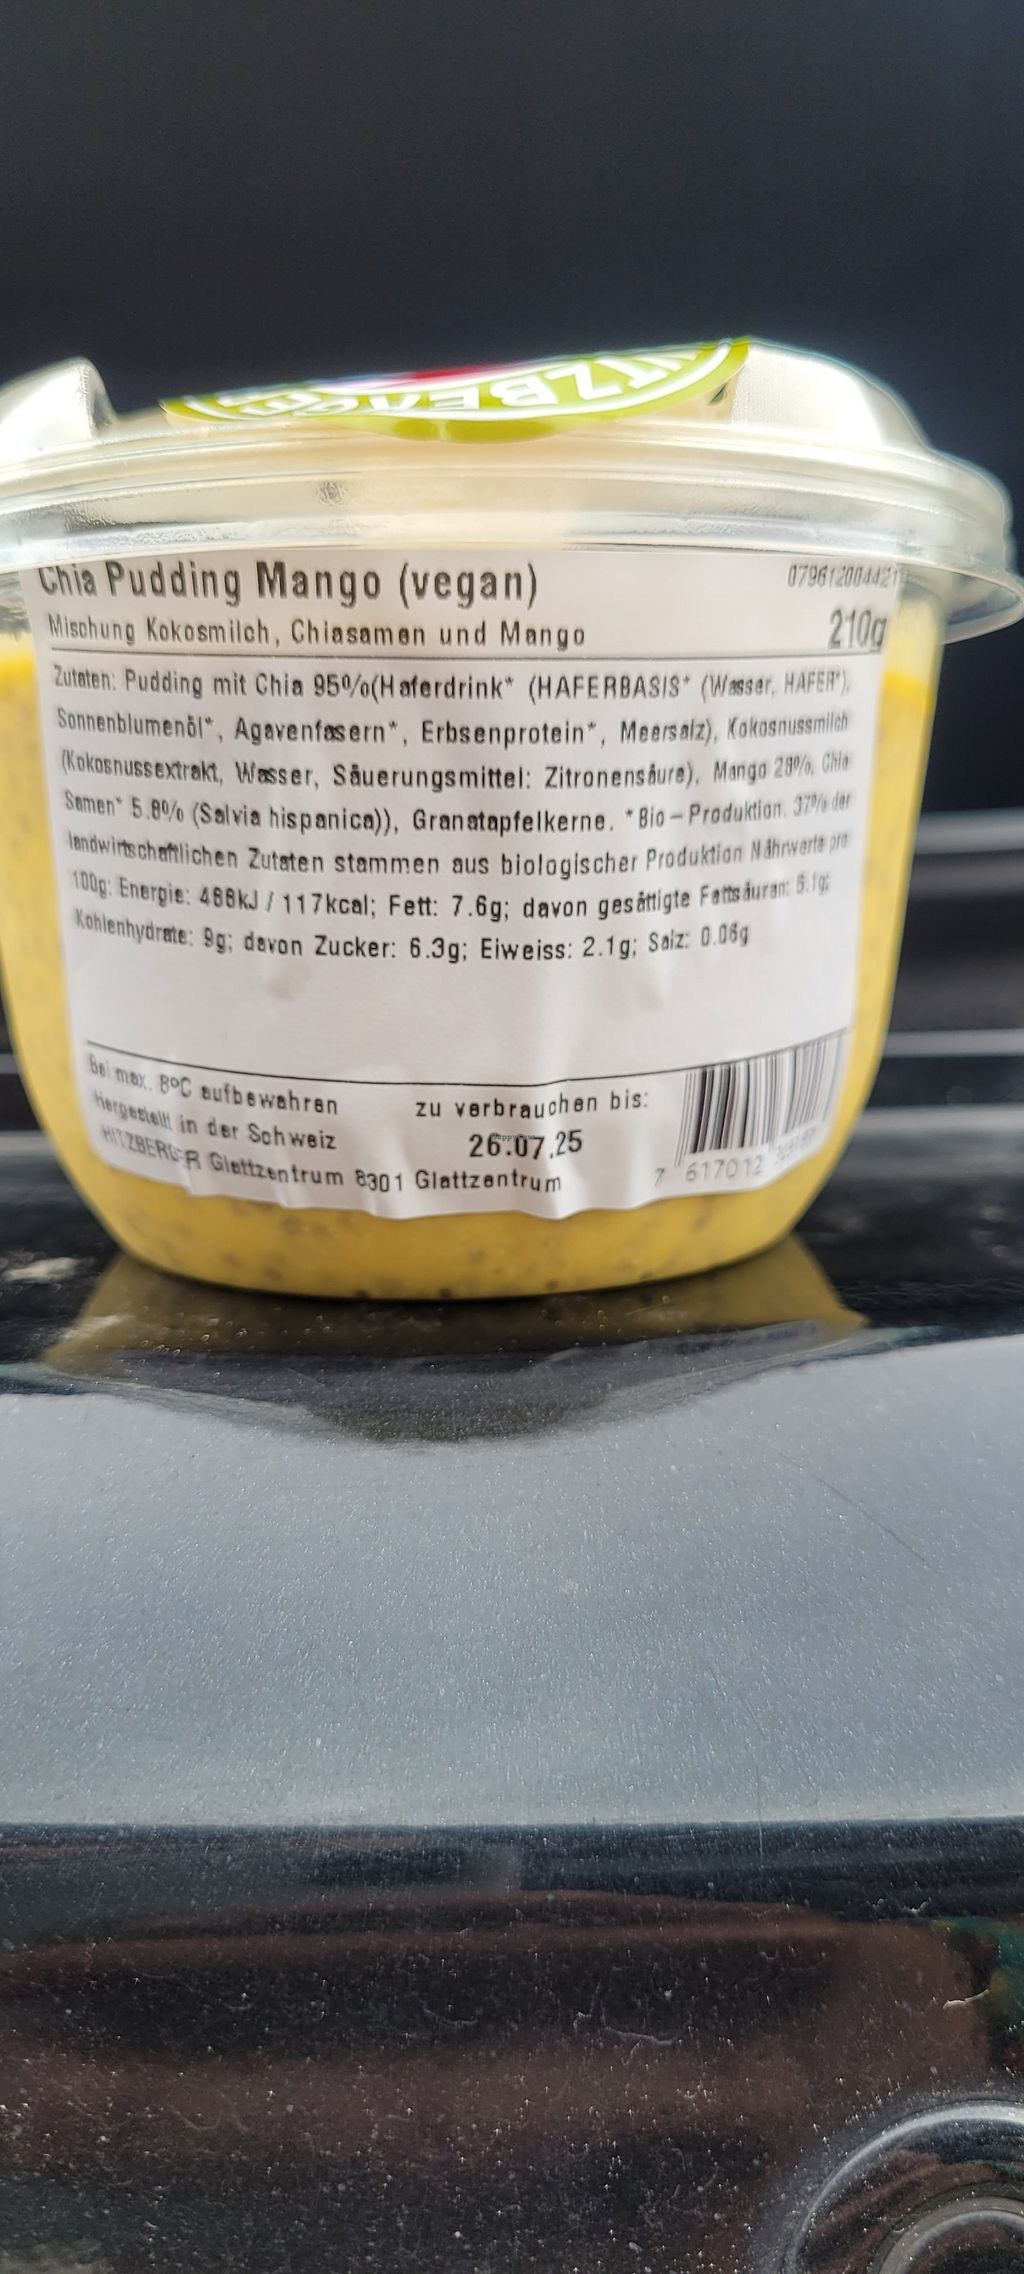 HITZBERGER
Chia Pudding Mango (vegan)
079612004421
Mischung Kokosmilch, Chiasamen und Mango
210g
Zutaten: Pudding mit Chia 95%(Haferdrink* (HAFERBASIS* (Wasser, HAFER*),
Sonnenblumenöl*, Agavenfasern*, Erbsenprotein*, Meersalz), Kokosnussmilch
(Kokosnussextrakt, Wasser, Säuerungsmittel: Zitronensäure), Mango 28%, Chia
Samen* 5.8% (Salvia hispanica)), Granatapfelkerne. *Bio-Produktion. 37% der
landwirtschaftlichen Zutaten stammen aus biologischer Produktion Nährwerte pro
100g: Energie: 488kJ / 117kcal; Fett: 7.6g; davon gesättigte Fettsäuren: 6.1g;
Kohlenhydrate: 9g; davon Zucker: 6.3g; Eiweiss: 2.1g; Salz: 0.06g
Bei max. 8°C aufbewahren
zu verbrauchen bis:
Hergestellt in der Schweiz
26.07.25
HITZBERGER Glattzentrum 8301 Glattzentrum
7 617012